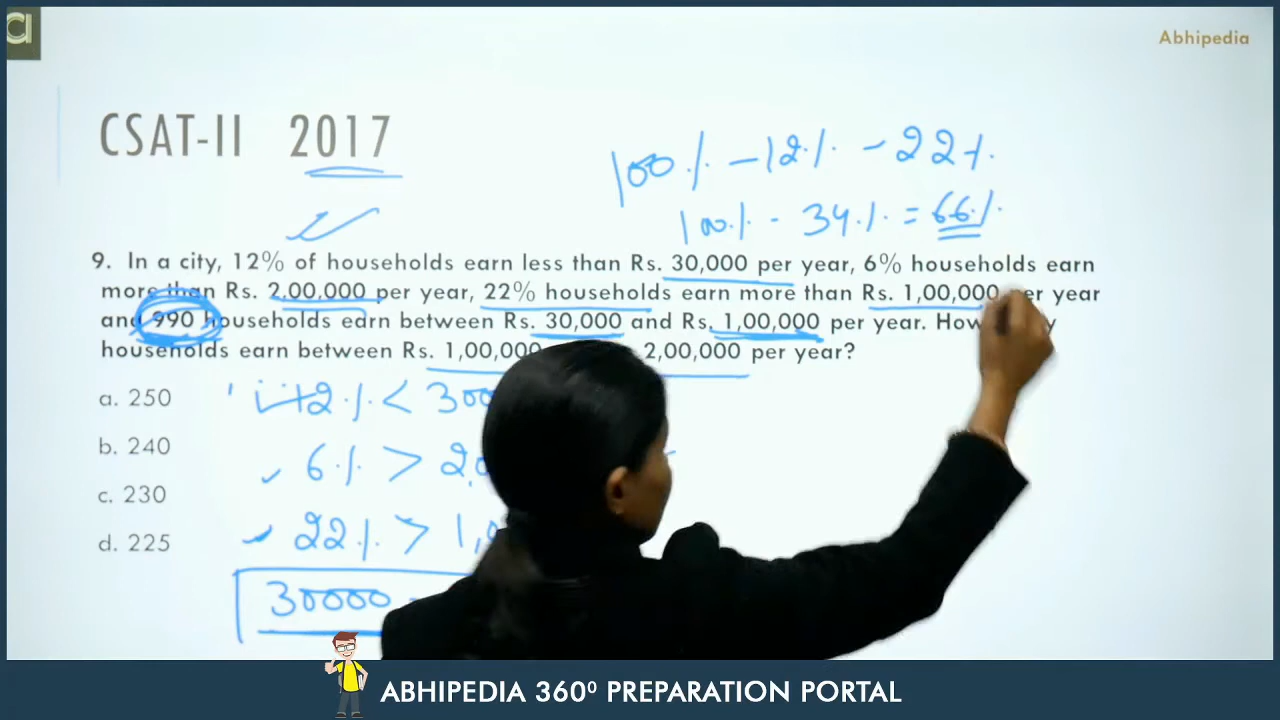 a
Abhipedia
CSAT-II 2017
100% -12% - 22%
100% - 34% = 66%
9. In a city, 12% of households earn less than Rs. 30,000 per year, 6% households earn
more than Rs. 2,00,000 per year, 22% households earn more than Rs. 1,00,000 per year
and 990 households earn between Rs. 30,000 and Rs. 1,00,000 per year.
households earn between Rs. 1,00,000 2,00,000 per year?
a. 250
b. 240
c. 230
d. 225
12% <
6% >
22% >
30000
ABHIPEDIA 360⁰ PREPARATION PORTAL